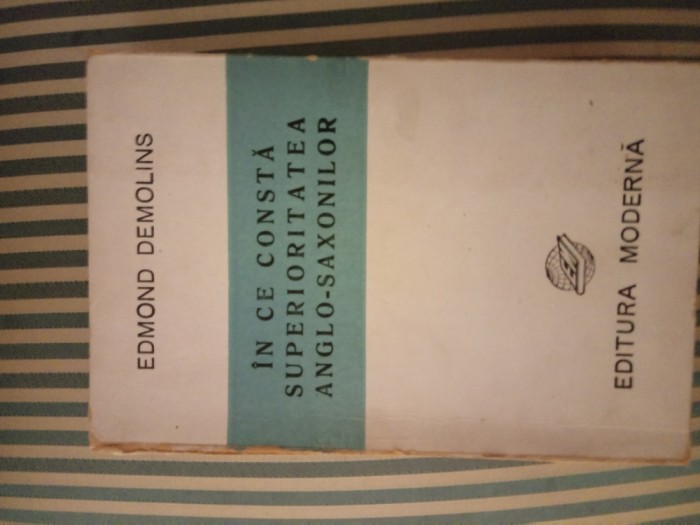 EDMOND DEMOLINS
ÎN CE CONSTĂ
SUPERIORITATEA
ANGLO-SAXONILOR
EDITURA MODERNĂ